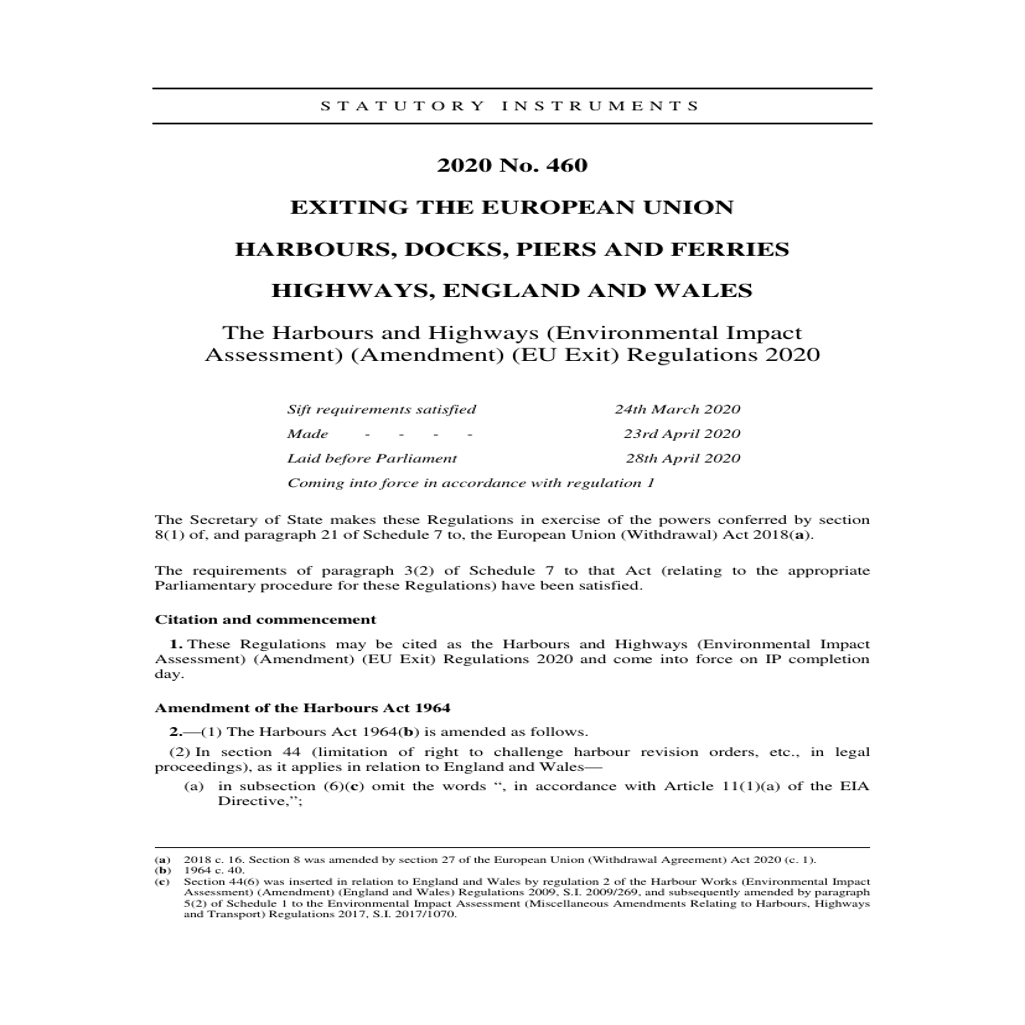 STATUTORY INSTRUMENTS
2020 No. 460
EXITING THE EUROPEAN UNION
HARBOURS, DOCKS, PIERS AND FERRIES
HIGHWAYS, ENGLAND AND WALES
The Harbours and Highways (Environmental Impact
Assessment) (Amendment) (EU Exit) Regulations 2020
Sift requirements satisfied 24th March 2020
Made - - - - 23rd April 2020
Laid before Parliament 28th April 2020
Coming into force in accordance with regulation 1
The Secretary of State makes these Regulations in exercise of the powers conferred by section
8(1) of, and paragraph 21 of Schedule 7 to, the European Union (Withdrawal) Act 2018(a).
The requirements of paragraph 3(2) of Schedule 7 to that Act (relating to the appropriate
Parliamentary procedure for these Regulations) have been satisfied.
Citation and commencement
1. These Regulations may be cited as the Harbours and Highways (Environmental Impact
Assessment) (Amendment) (EU Exit) Regulations 2020 and come into force on IP completion
day.
Amendment of the Harbours Act 1964
2.—(1) The Harbours Act 1964(b) is amended as follows.
(2) In section 44 (limitation of right to challenge harbour revision orders, etc., in legal
proceedings), as it applies in relation to England and Wales—
(a) in subsection (6)(c) omit the words “, in accordance with Article 11(1)(a) of the EIA
Directive,”;
(a) 2018 c. 16. Section 8 was amended by section 27 of the European Union (Withdrawal Agreement) Act 2020 (c. 1).
(b) 1964 c. 40.
(c) Section 44(6) was inserted in relation to England and Wales by regulation 2 of the Harbour Works (Environmental Impact
Assessment) (Amendment) (England and Wales) Regulations 2009, S.I. 2009/269, and subsequently amended by paragraph
5(2) of Schedule 1 to the Environmental Impact Assessment (Miscellaneous Amendments Relating to Harbours, Highways
and Transport) Regulations 2017, S.I. 2017/1070.